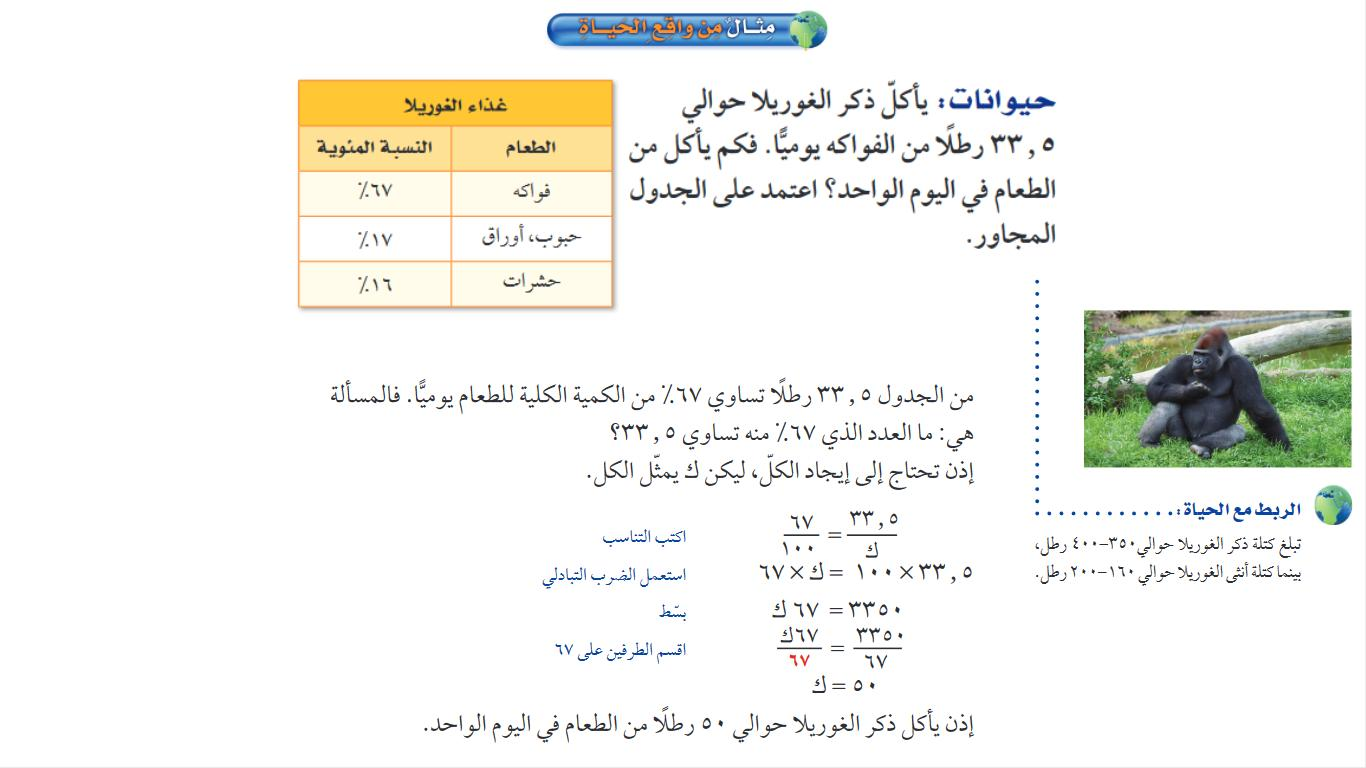 مِثـالٌ مِن واقِعِ الحَيـاةِ
حيوانات: يأكلّ ذكر الغوريلا حوالي
٣٣,٥ رطلًا من الفواكه يوميًّا. فكم يأكل من
الطعام في اليوم الواحد؟ اعتمد على الجدول
المجاور.
غذاء الغوريلا
الطعام النسبة المئوية
فواكه ٦٧٪
حبوب، أوراق ١٧٪
حشرات ١٦٪
من الجدول ٣٣,٥ رطلًا تساوي ٦٧٪ من الكمية الكلية للطعام يوميًّا. فالمسألة
هي: ما العدد الذي ٦٧٪ منه تساوي ٣٣,٥؟
إذن تحتاج إلى إيجاد الكلّ، ليكن ك يمثّل الكل.
٣٣,٥/ك = ٦٧/١٠٠ اكتب التناسب
٣٣,٥ × ١٠٠ = ك × ٦٧ استعمل الضرب التبادلي
٣٣٥٠ = ٦٧ ك بسّط
٣٣٥٠/٦٧ = ٦٧ك/٦٧ اقسم الطرفين على ٦٧
٥٠ = ك
إذن يأكل ذكر الغوريلا حوالي ٥٠ رطلًا من الطعام في اليوم الواحد.
الربط مع الحياة:
تبلغ كتلة ذكر الغوريلا حوالي ٣٥٠-٤٠٠ رطل،
بينما كتلة أنثى الغوريلا حوالي ١٦٠-٢٠٠ رطل.